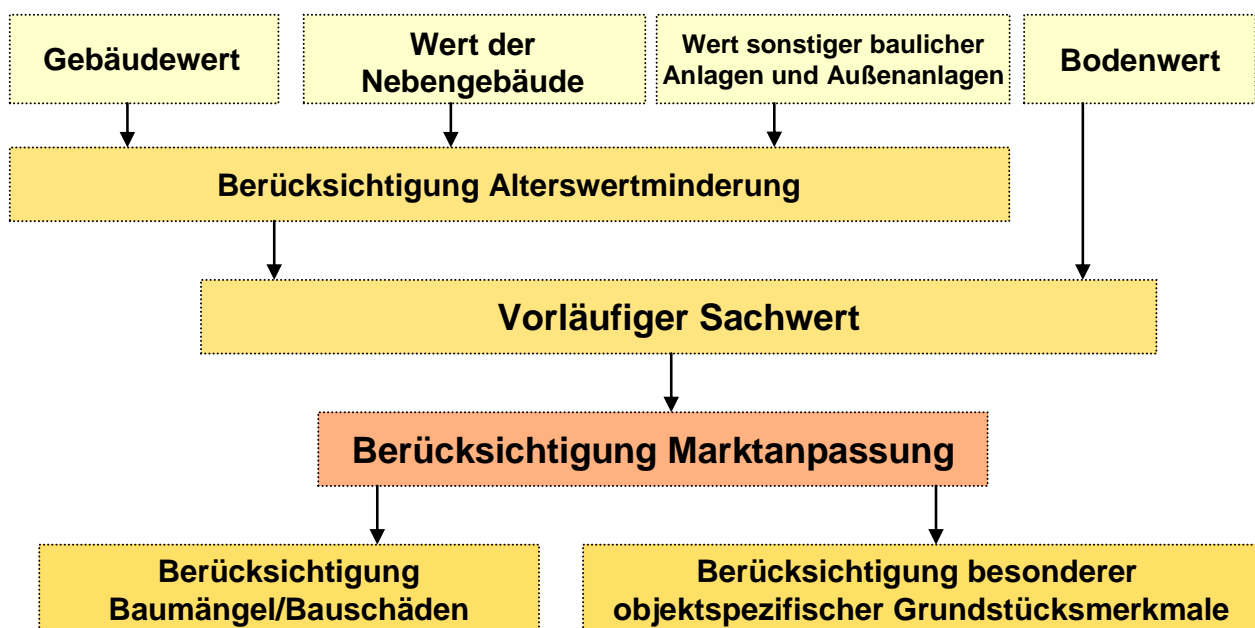 Gebäudewert
Wert der
Nebengebäude
Wert sonstiger baulicher
Anlagen und Außenanlagen
Bodenwert
Berücksichtigung Alterswertminderung
Vorläufiger Sachwert
Berücksichtigung Marktanpassung
Berücksichtigung
Baumängel/Bauschäden
Berücksichtigung besonderer
objektspezifischer Grundstücksmerkmale